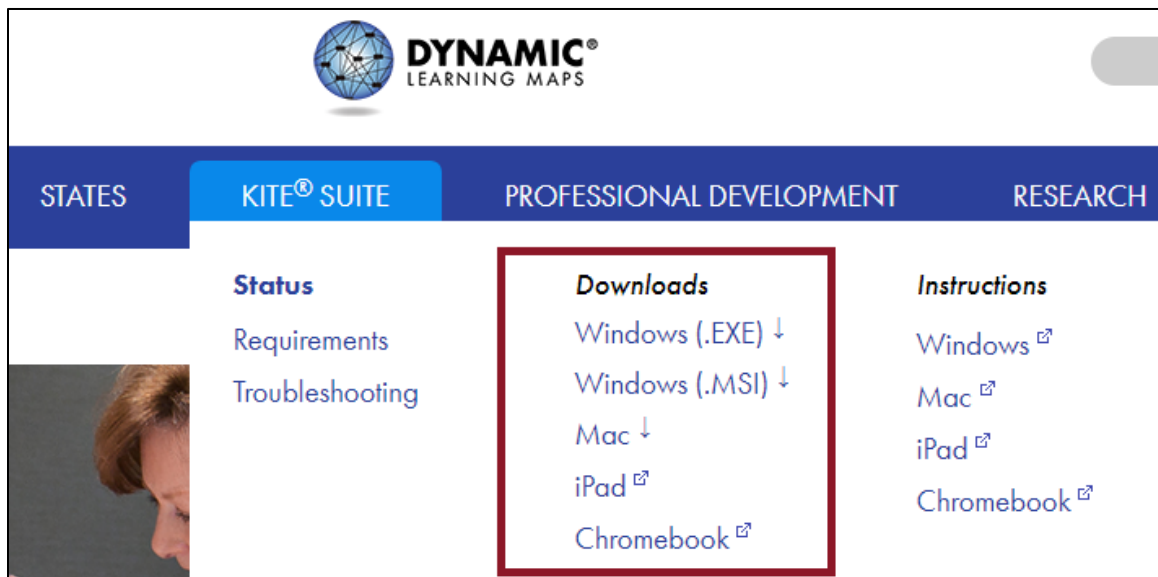 DYNAMIC®
LEARNING MAPS
STATES
KITE® SUITE
PROFESSIONAL DEVELOPMENT
RESEARCH
Status
Requirements
Troubleshooting
Downloads
Windows (.EXE) ↓
Windows (.MSI) ↓
Mac ↓
iPad
Chromebook
Instructions
Windows
Mac
iPad
Chromebook